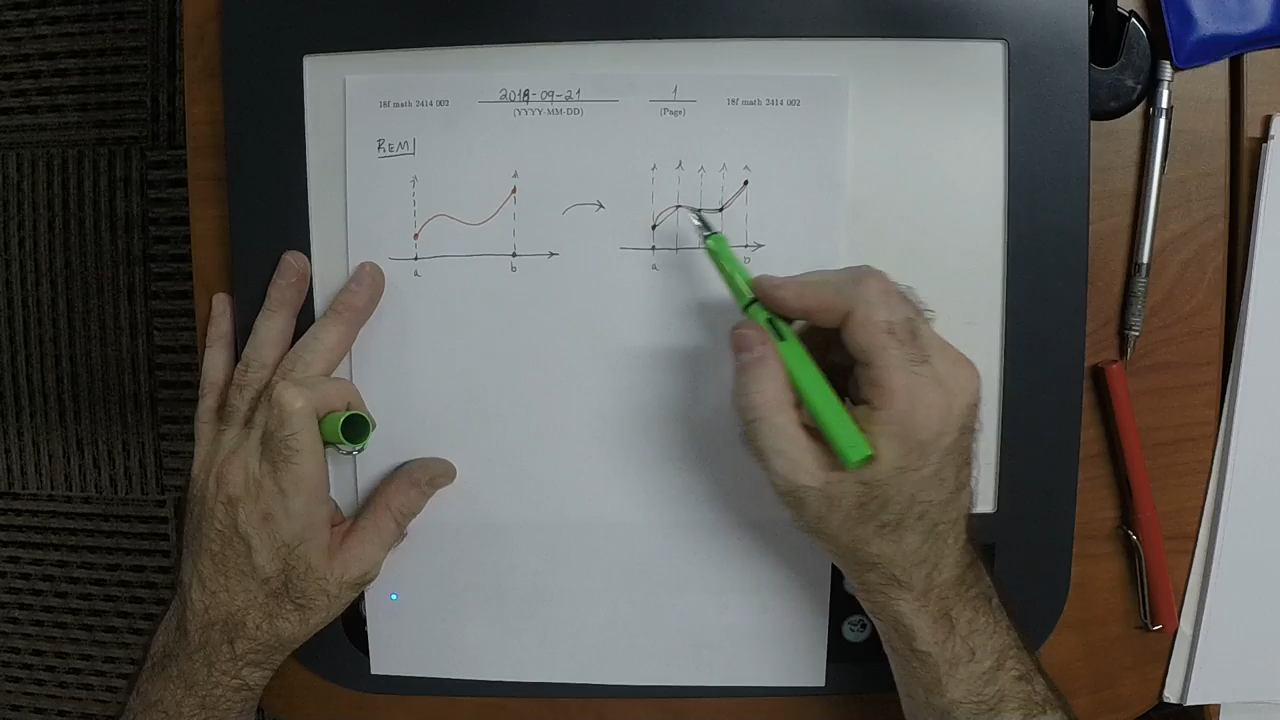 18f math 2414 002 2018-09-21 1 18f math 2414 002
(YYYY-MM-DD) (Page)
REM
a b a b